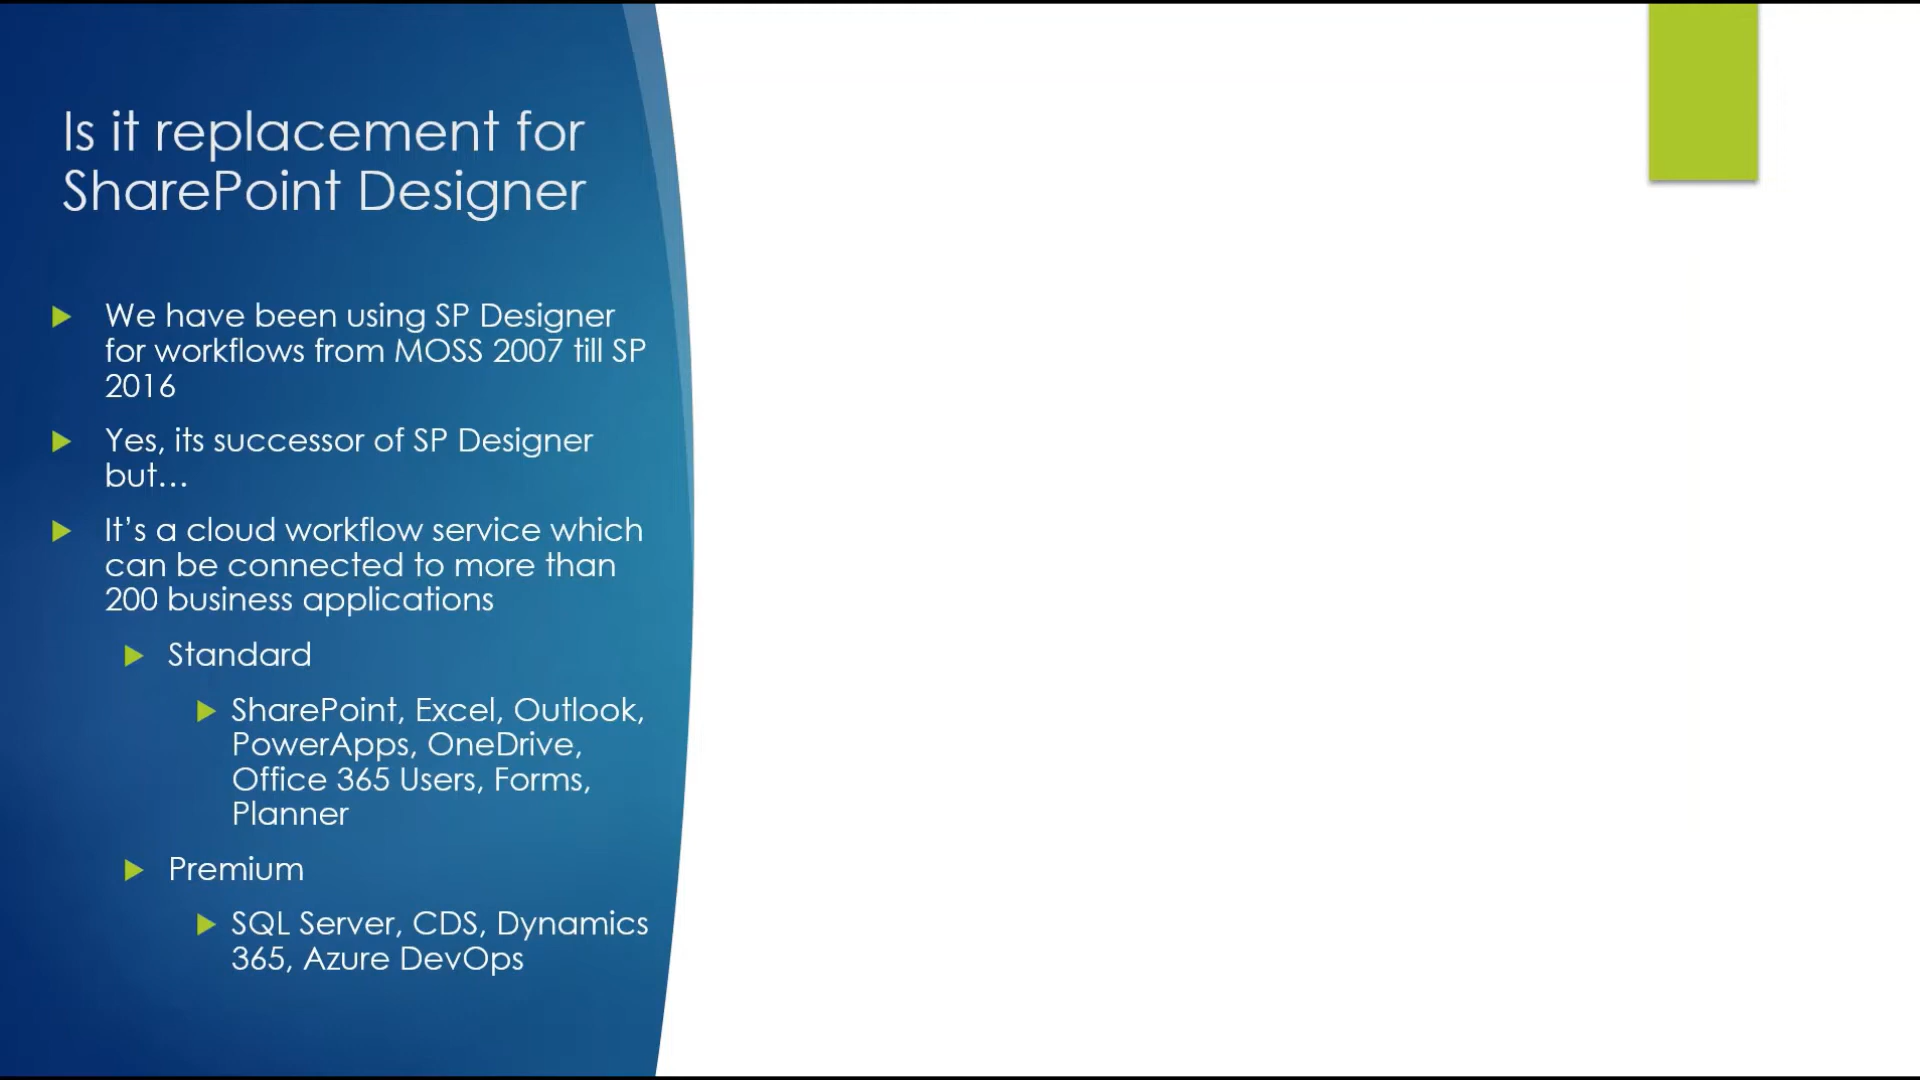 Is it replacement for
SharePoint Designer
We have been using SP Designer
for workflows from MOSS 2007 till SP
2016
Yes, its successor of SP Designer
but…
It’s a cloud workflow service which
can be connected to more than
200 business applications
Standard
SharePoint, Excel, Outlook,
PowerApps, OneDrive,
Office 365 Users, Forms,
Planner
Premium
SQL Server, CDS, Dynamics
365, Azure DevOps